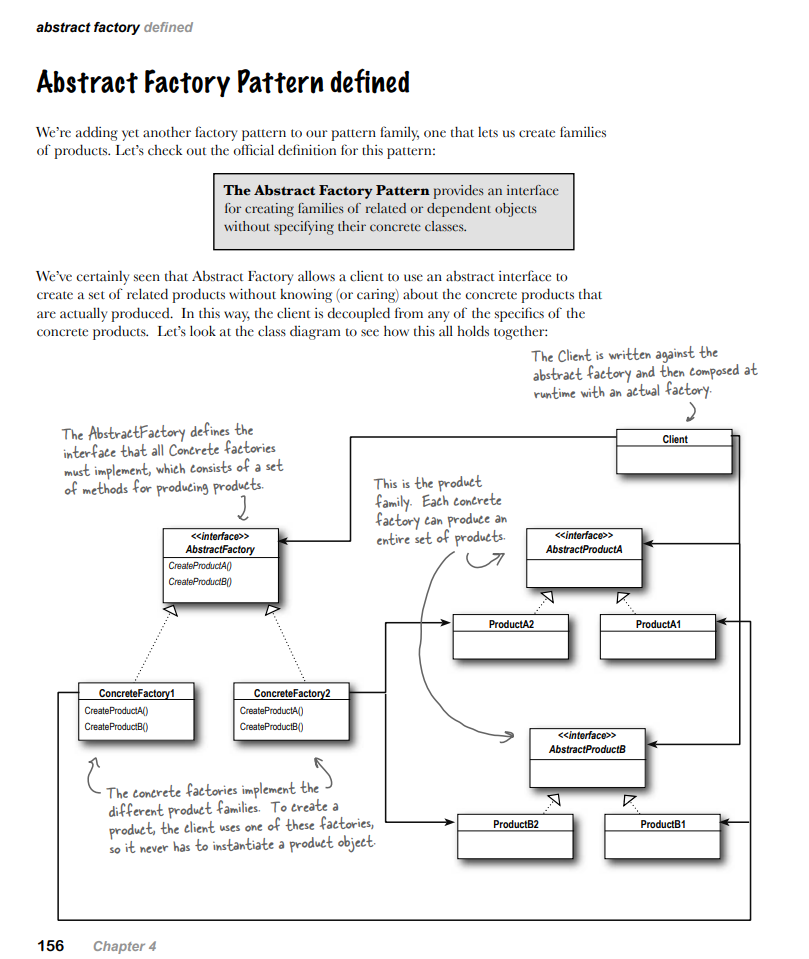 abstract factory defined
Abstract Factory Pattern defined
We're adding yet another factory pattern to our pattern family, one that lets us create families
of products. Let's check out the official definition for this pattern:
The Abstract Factory Pattern provides an interface
for creating families of related or dependent objects
without specifying their concrete classes.
We've certainly seen that Abstract Factory allows a client to use an abstract interface to
create a set of related products without knowing (or caring) about the concrete products that
are actually produced.  In this way, the client is decoupled from any of the specifics of the
concrete products.  Let's look at the class diagram to see how this all holds together:
The Client is written against the
abstract factory and then composed at
runtime with an actual factory.
Client
The AbstractFactory defines the
interface that all Concrete factories
must implement, which consists of a set
of methods for producing products.
This is the product
family.  Each concrete
factory can produce an
entire set of products.
<<interface>>
AbstractFactory
CreateProductA()
CreateProductB()
<<interface>>
AbstractProductA
ProductA2
ProductA1
ConcreteFactory1
CreateProductA()
CreateProductB()
ConcreteFactory2
CreateProductA()
CreateProductB()
<<interface>>
AbstractProductB
ProductB2
ProductB1
The concrete factories implement the
different product families.  To create a
product, the client uses one of these factories,
so it never has to instantiate a product object.
156
Chapter 4